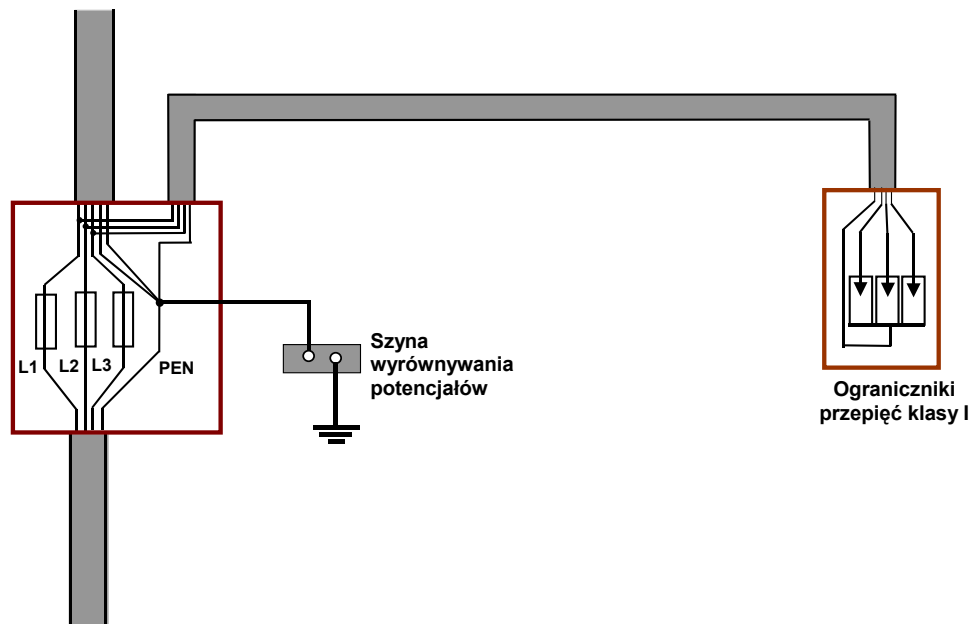 L1
L2
L3
PEN
Szyna
wyrównywania
potencjałów
Ograniczniki
przepięć klasy I